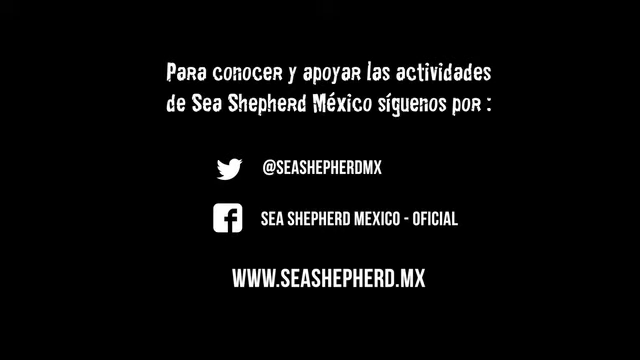 Para conocer y apoyar las actividades
de Sea Shepherd México síguenos por :
@SEASHEPHERDMX
SEA SHEPHERD MEXICO - OFICIAL
WWW.SEASHEPHERD.MX